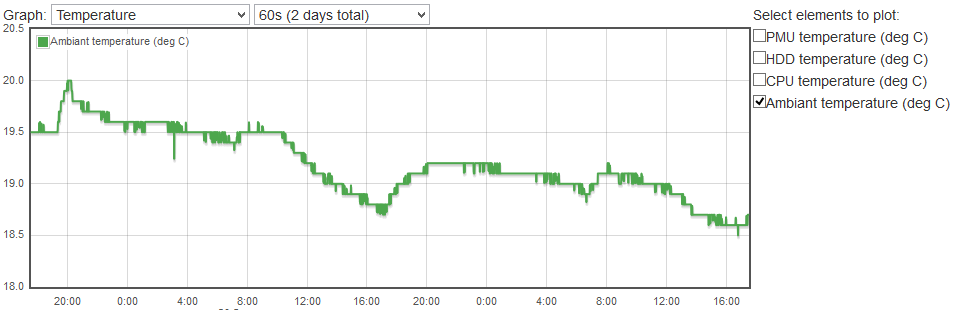 Graph: Temperature 60s (2 days total) Select elements to plot:
20.5
Ambiant temperature (deg C)
PMU temperature (deg C)
HDD temperature (deg C)
20.0
CPU temperature (deg C)
Ambiant temperature (deg C)
19.5
19.0
18.5
18.0
20:00 0:00 4:00 8:00 12:00 16:00 20:00 0:00 4:00 8:00 12:00 16:00